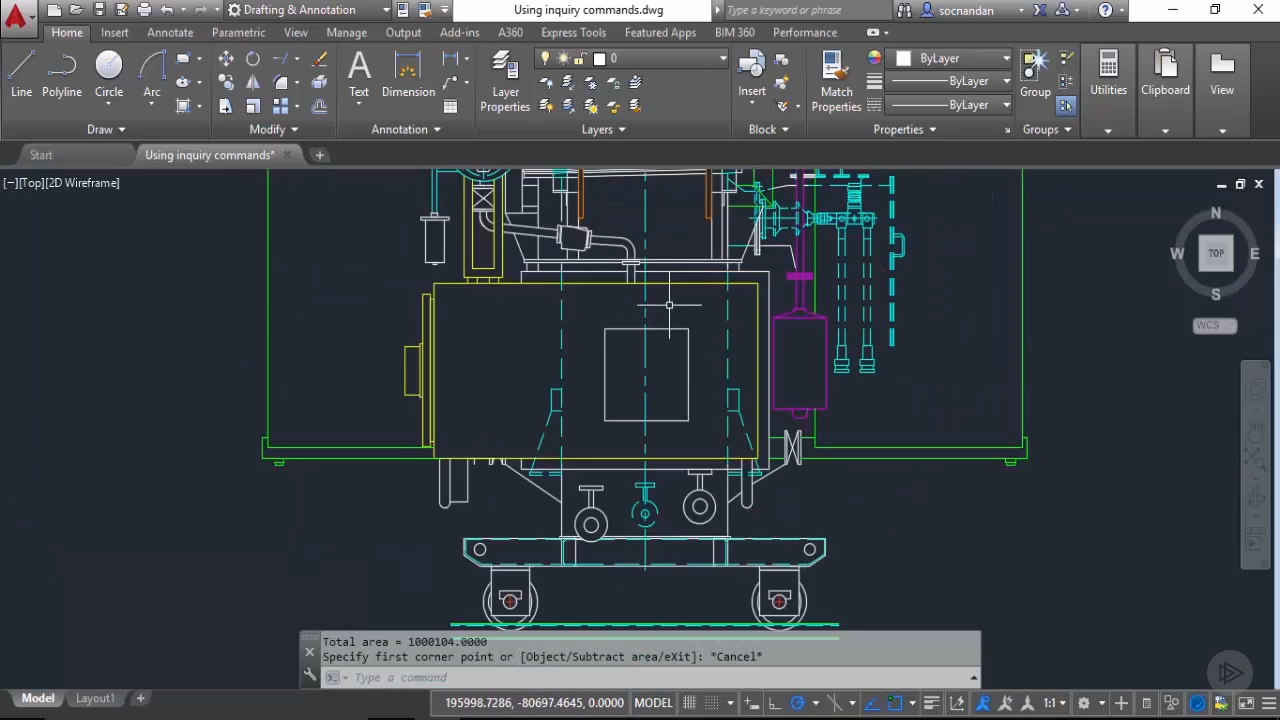 Drafting & Annotation
Using inquiry commands.dwg
Type a keyword or phrase
socnandan
Home Insert Annotate Parametric View Manage Output Add-ins A360 Express Tools Featured Apps BIM 360 Performance
Line Polyline Circle Arc
Text Dimension
Layer Properties
0
Insert
Match Properties
ByLayer
ByLayer
ByLayer
Group
Utilities
Clipboard
View
Draw Modify Annotation Layers Block Properties Groups
Start
Using inquiry commands*
[−][Top][2D Wireframe]
N
W TOP E
S
WCS
Total area = 1000104.0000
Specify first corner point or [Object/Subtract area/eXit]: *Cancel*
Type a command
Model Layout1
195998.7286, -80697.4645, 0.0000
MODEL
1:1